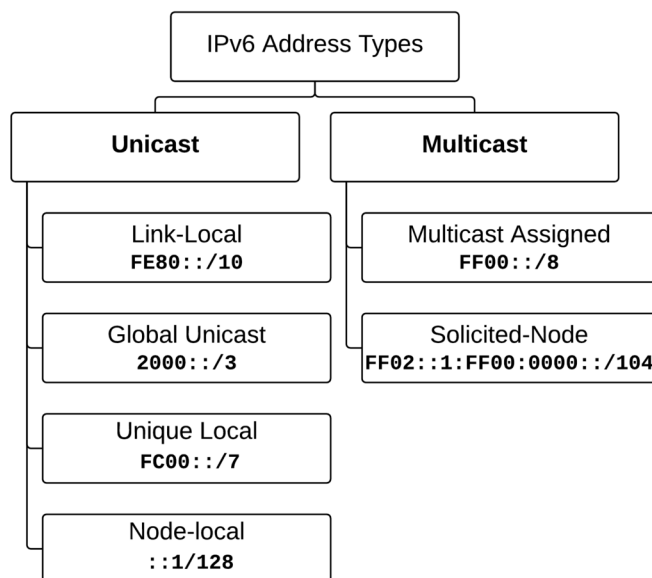 IPv6 Address Types
Unicast
Multicast
Link-Local
FE80::/10
Global Unicast
2000::/3
Unique Local
FC00::/7
Node-local
::1/128
Multicast Assigned
FF00::/8
Solicited-Node
FF02::1:FF00:0000::/104